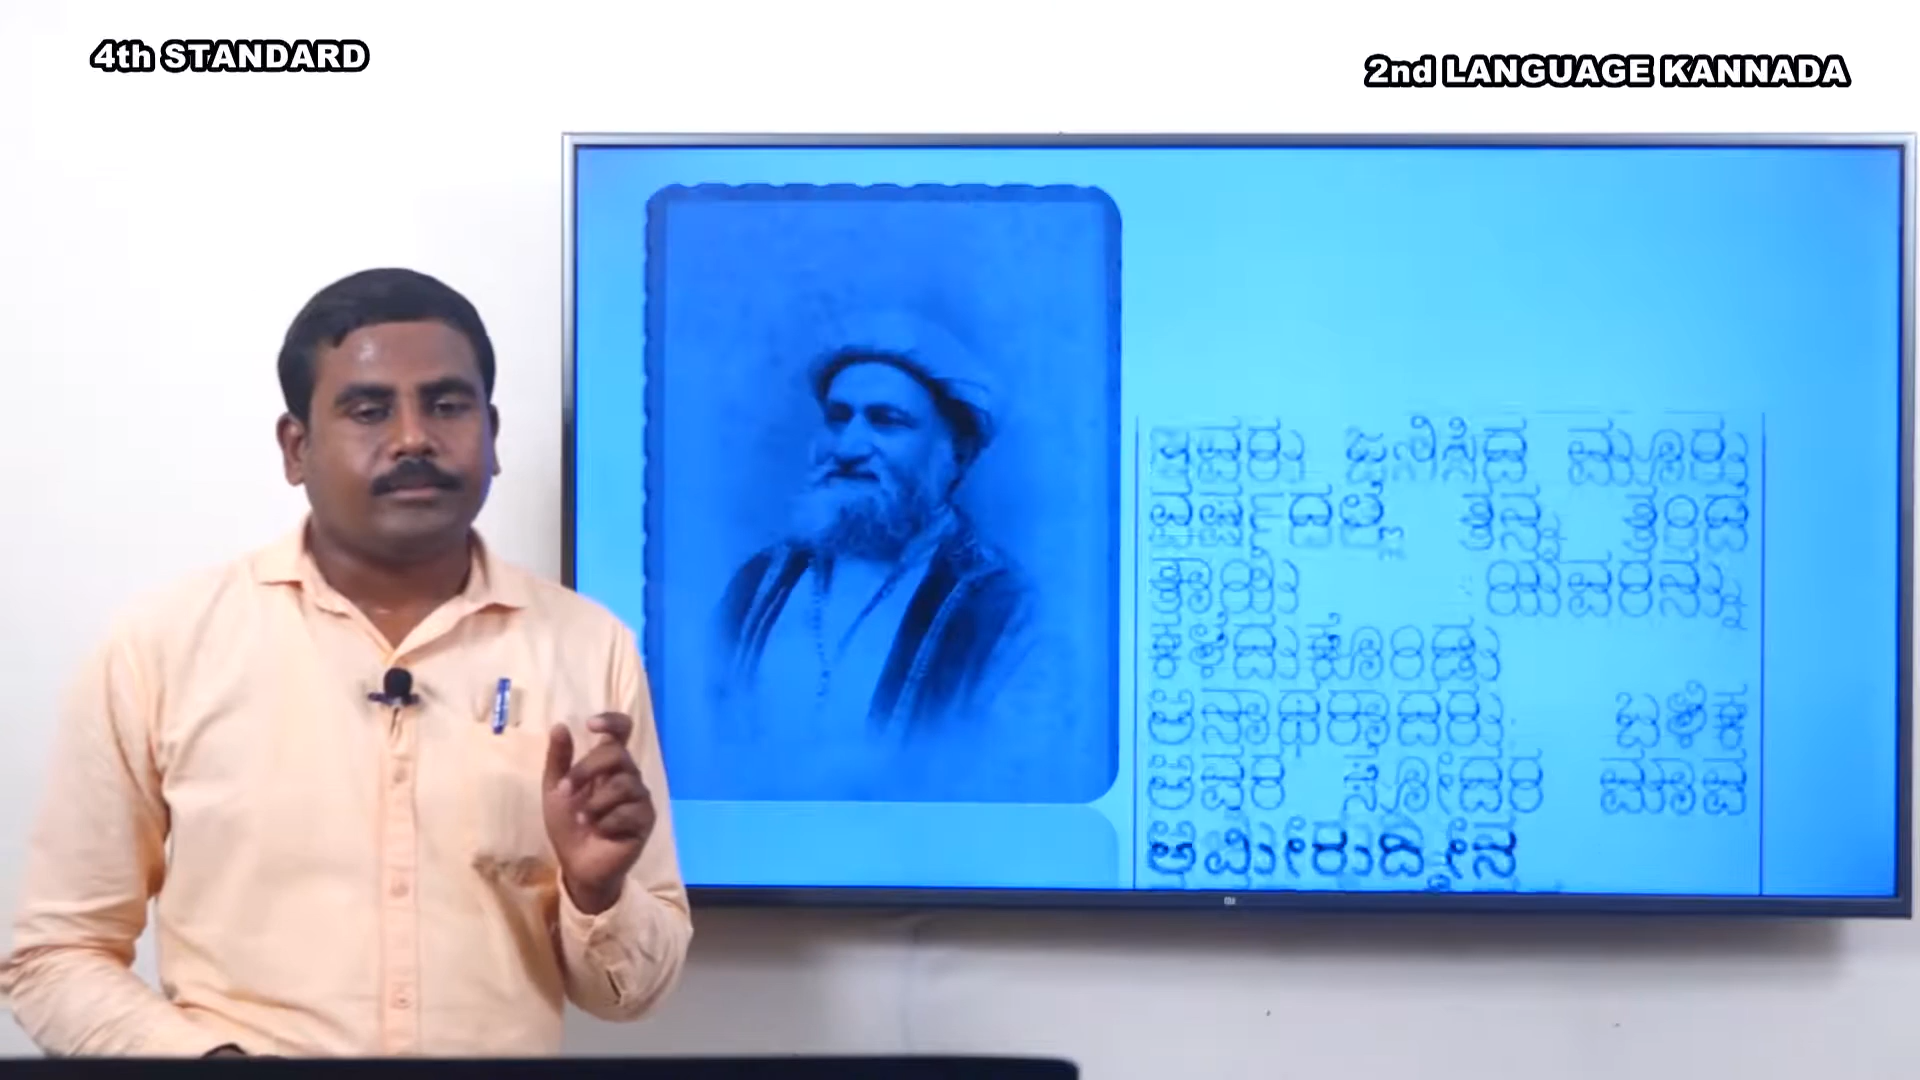 4th STANDARD
2nd LANGUAGE KANNADA
ಇವರು ಜನಿಸಿದ ಮೂರು
ವರ್ಷದಲ್ಲಿ ತನ್ನ ತಂದೆ
ತಾಯಿ ಯವರನ್ನು
ಕಳೆದುಕೊಂಡು
ಅನಾಥರಾದರು ಬಳಿಕ
ಅವರ ಸೋದರ ಮಾವ
ಅಮೀರುದ್ದೀನ